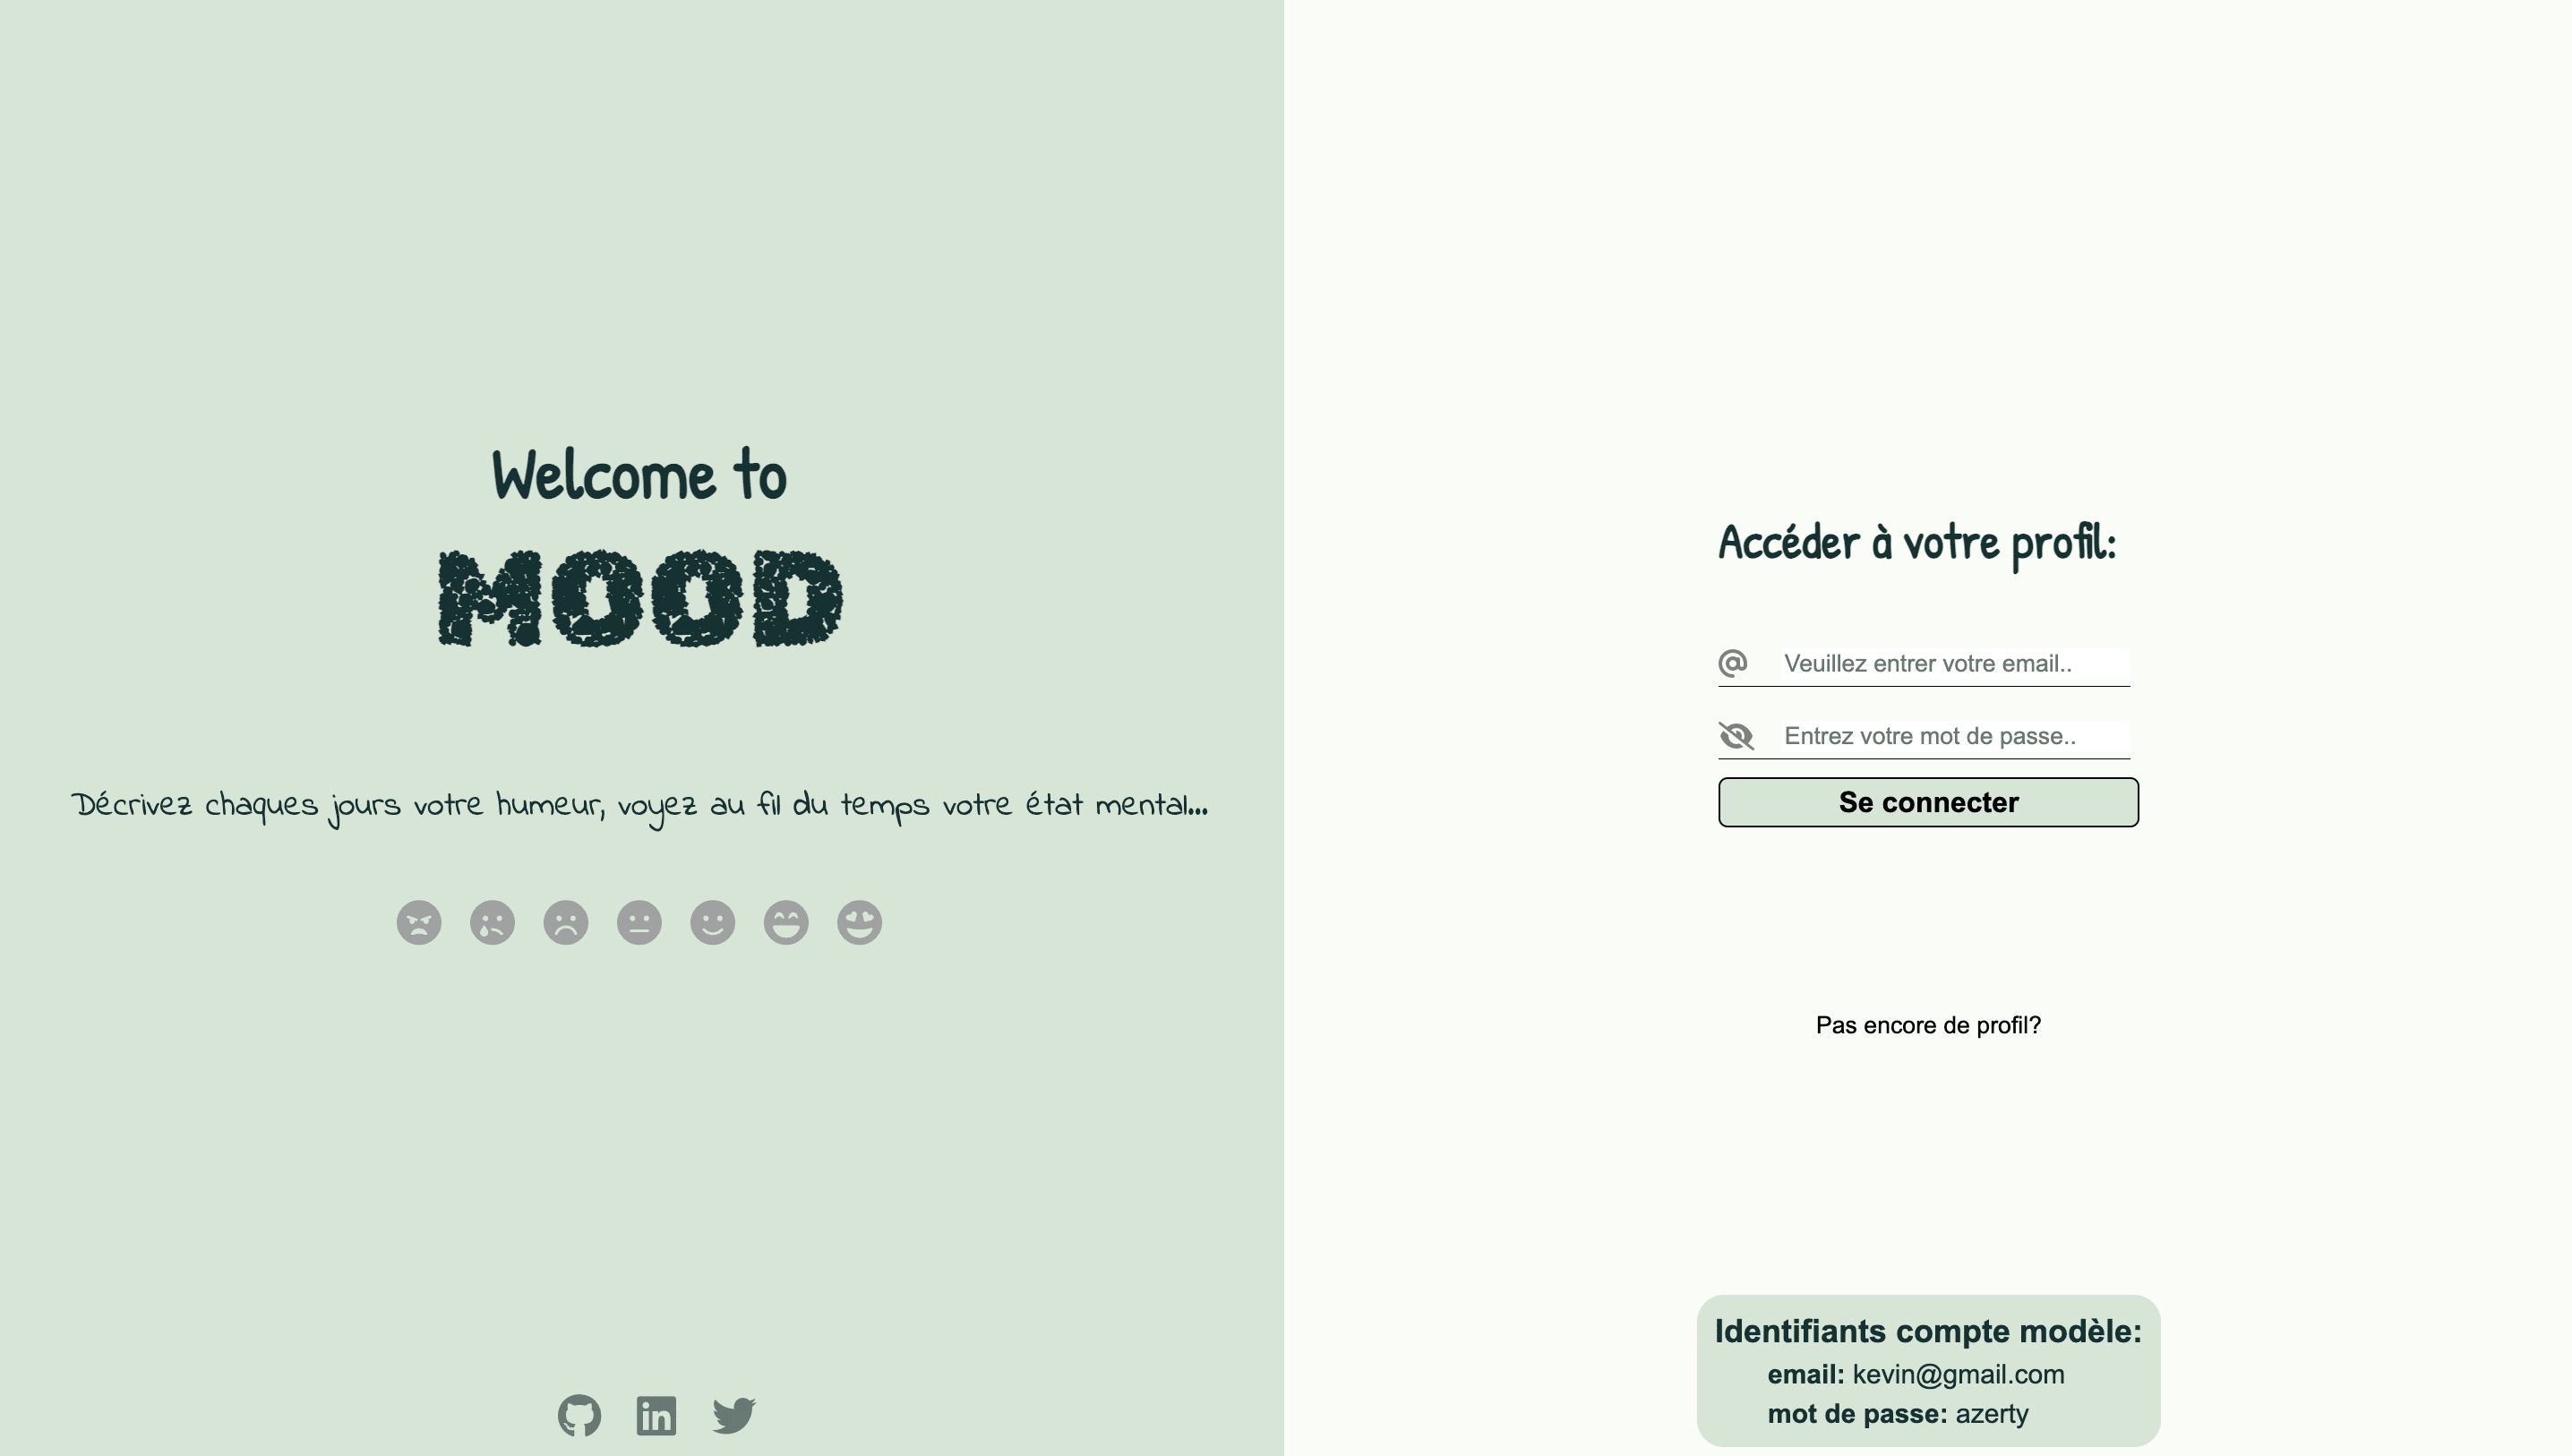 Welcome to
MOOD
Décrivez chaques jours votre humeur, voyez au fil du temps votre état mental...
Accéder à votre profil:
Veuillez entrer votre email..
Entrez votre mot de passe..
Se connecter
Pas encore de profil?
Identifiants compte modèle:
email: kevin@gmail.com
mot de passe: azerty